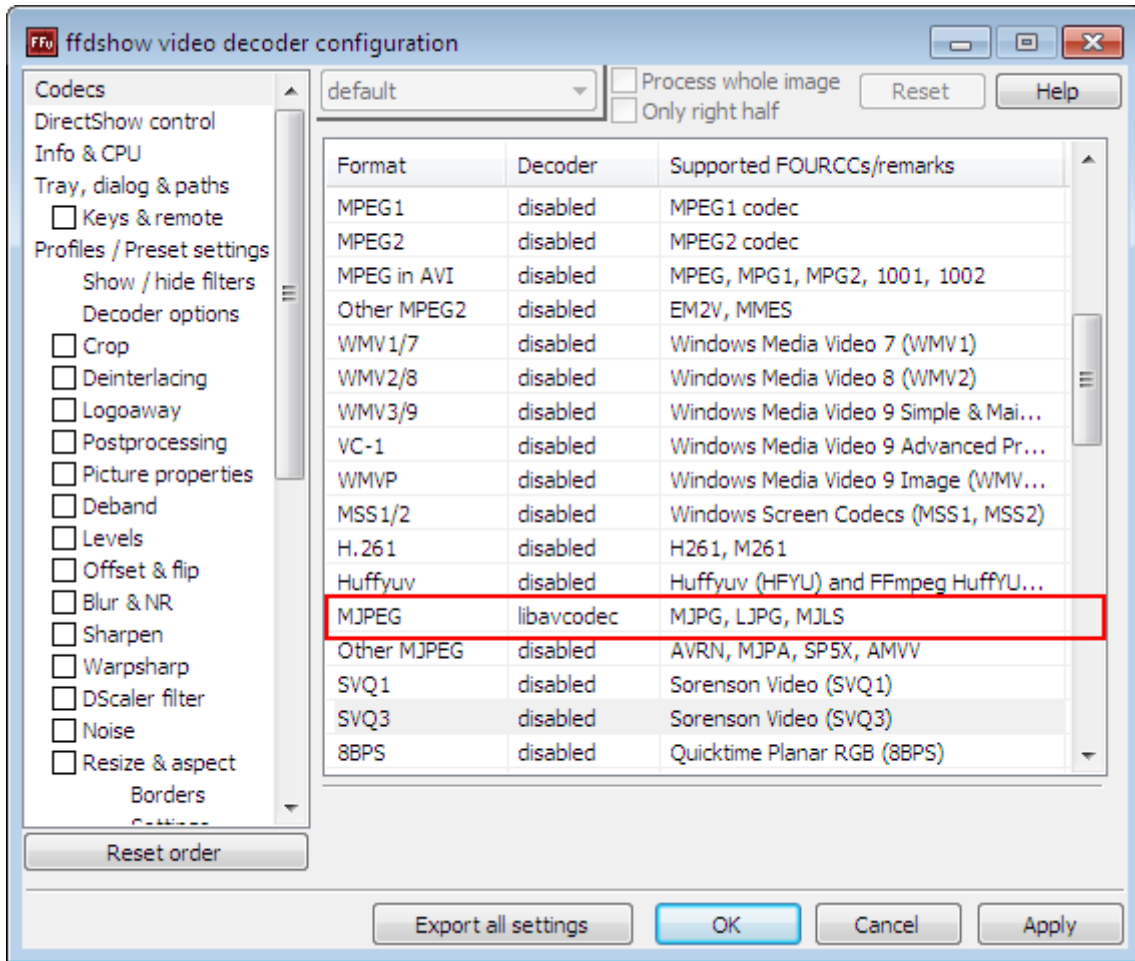 FFv ffdshow video decoder configuration
Codecs
DirectShow control
Info & CPU
Tray, dialog & paths
Keys & remote
Profiles / Preset settings
Show / hide filters
Decoder options
Crop
Deinterlacing
Logoaway
Postprocessing
Picture properties
Deband
Levels
Offset & flip
Blur & NR
Sharpen
Warpsharp
DScaler filter
Noise
Resize & aspect
Borders
Settings
Reset order
default
Process whole image
Only right half
Reset
Help
Format Decoder Supported FOURCCs/remarks
MPEG1 disabled MPEG1 codec
MPEG2 disabled MPEG2 codec
MPEG in AVI disabled MPEG, MPG1, MPG2, 1001, 1002
Other MPEG2 disabled EM2V, MMES
WMV1/7 disabled Windows Media Video 7 (WMV1)
WMV2/8 disabled Windows Media Video 8 (WMV2)
WMV3/9 disabled Windows Media Video 9 Simple & Mai...
VC-1 disabled Windows Media Video 9 Advanced Pr...
WMVP disabled Windows Media Video 9 Image (WMV...
MSS1/2 disabled Windows Screen Codecs (MSS1, MSS2)
H.261 disabled H261, M261
Huffyuv disabled Huffyuv (HFYU) and FFmpeg HuffYU...
MJPEG libavcodec MJPG, LJPG, MJLS
Other MJPEG disabled AVRN, MJPA, SP5X, AMVV
SVQ1 disabled Sorenson Video (SVQ1)
SVQ3 disabled Sorenson Video (SVQ3)
8BPS disabled Quicktime Planar RGB (8BPS)
Export all settings
OK
Cancel
Apply